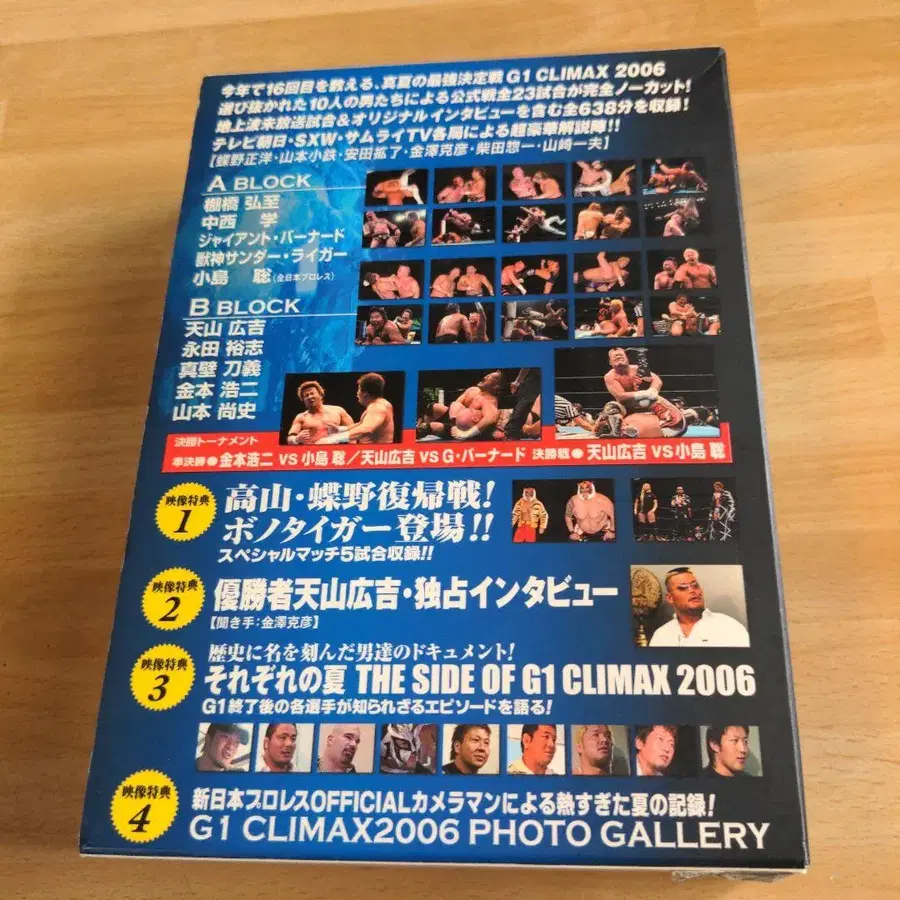 今年で16回目を数える、真夏の最強決定戦 G1 CLIMAX 2006
選び抜かれた10人の男たちによる公式戦全23試合が完全ノーカット!
地上波未放送試合&オリジナルインタビューを含む全638分を収録!
テレビ朝日・SXW・サムライTV各局による超豪華解説陣!!
【蝶野正洋・山本小鉄・安田拡了・金澤克彦・柴田惣一・山崎一夫】
A BLOCK
棚橋 弘至
中西 学
ジャイアント・バーナード
獣神サンダー・ライガー
小島 聡(全日本プロレス)
B BLOCK
天山 広吉
永田 裕志
真壁 刀義
金本 浩二
山本 尚史
決勝トーナメント
準決勝● 金本浩二 VS 小島 聡/天山広吉 VS G・バーナード 決勝戦● 天山広吉 VS 小島 聡
映像特典
1
高山・蝶野復帰戦!
ボノタイガー登場!!
スペシャルマッチ5試合収録!!
映像特典
2
優勝者天山広吉・独占インタビュー
【聞き手:金澤克彦】
映像特典
3
歴史に名を刻んだ男達のドキュメント!
それぞれの夏 THE SIDE OF G1 CLIMAX 2006
G1終了後の各選手が知られざるエピソードを語る!
映像特典
4
新日本プロレスOFFICIALカメラマンによる熱すぎた夏の記録!
G1 CLIMAX2006 PHOTO GALLERY